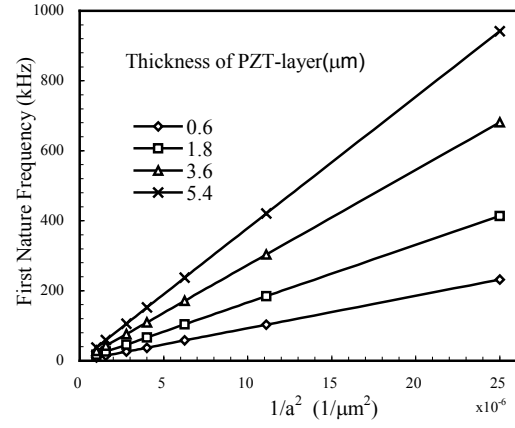 1000
800
600
400
200
0
First Nature Frequency (kHz)
Thickness of PZT-layer(μm)
0.6
1.8
3.6
5.4
0 5 10 15 20 25
x10⁻⁶
1/a² (1/μm²)